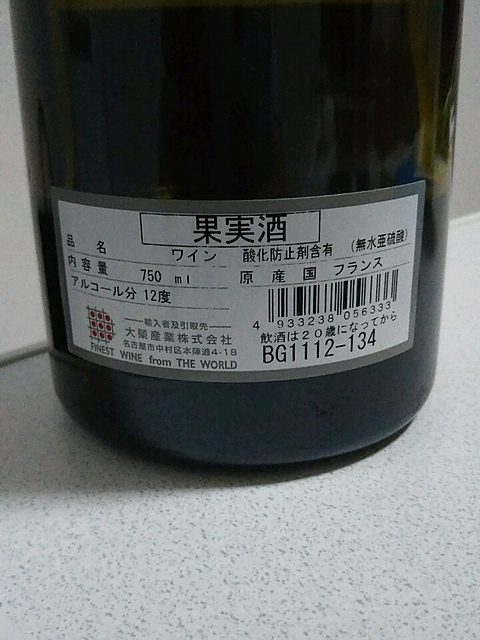 果実酒
品名 ワイン 酸化防止剤含有 (無水亜硫酸)
内容量 750 ml 原産国 フランス
アルコール分 12度
4 933238 056333
輸入者及引取先
大榮産業株式会社
名古屋市中村区本陣通4-18
FINEST WINE from THE WORLD
飲酒は20歳になってから
BG1112-134